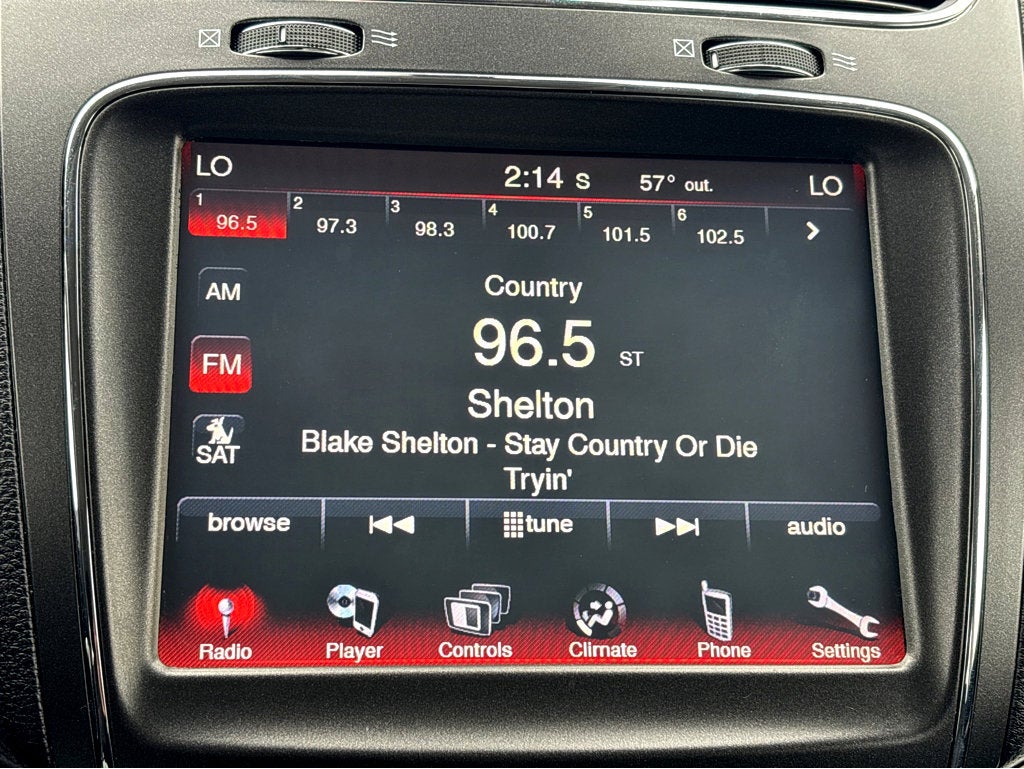 LO 2:14 S 57° out. LO
1 2 3 4 5 6
96.5 97.3 98.3 100.7 101.5 102.5
AM
Country
FM
96.5 ST
Shelton
SAT
Blake Shelton - Stay Country Or Die
Tryin'
browse tune audio
Radio Player Controls Climate Phone Settings